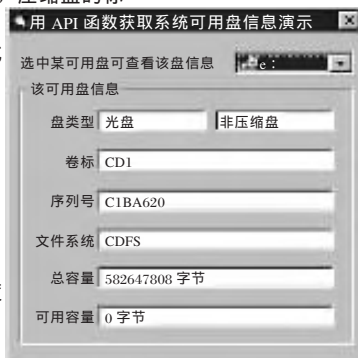 用 API 函数获取系统可用盘信息演示
选中某可用盘可查看该盘信息 e：
该可用盘信息
盘类型 光盘 非压缩盘
卷标 CD1
序列号 C1BA620
文件系统 CDFS
总容量 582647808 字节
可用容量 0 字节